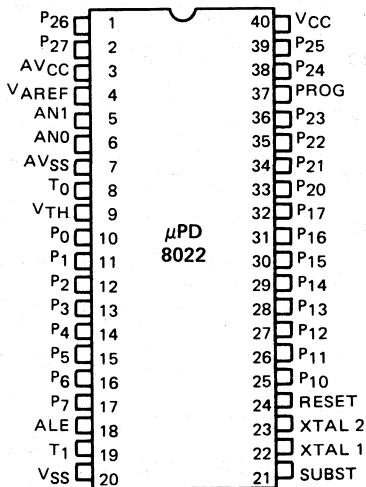 P26 1 40 VCC
P27 2 39 P25
AVCC 3 38 P24
VAREF 4 37 PROG
AN1 5 36 P23
AN0 6 35 P22
AVSS 7 34 P21
T0 8 33 P20
VTH 9 32 P17
P0 10 31 P16
P1 11 30 P15
P2 12 29 P14
P3 13 28 P13
P4 14 27 P12
P5 15 26 P11
P6 16 25 P10
P7 17 24 RESET
ALE 18 23 XTAL 2
T1 19 22 XTAL 1
VSS 20 21 SUBST
μPD
8022